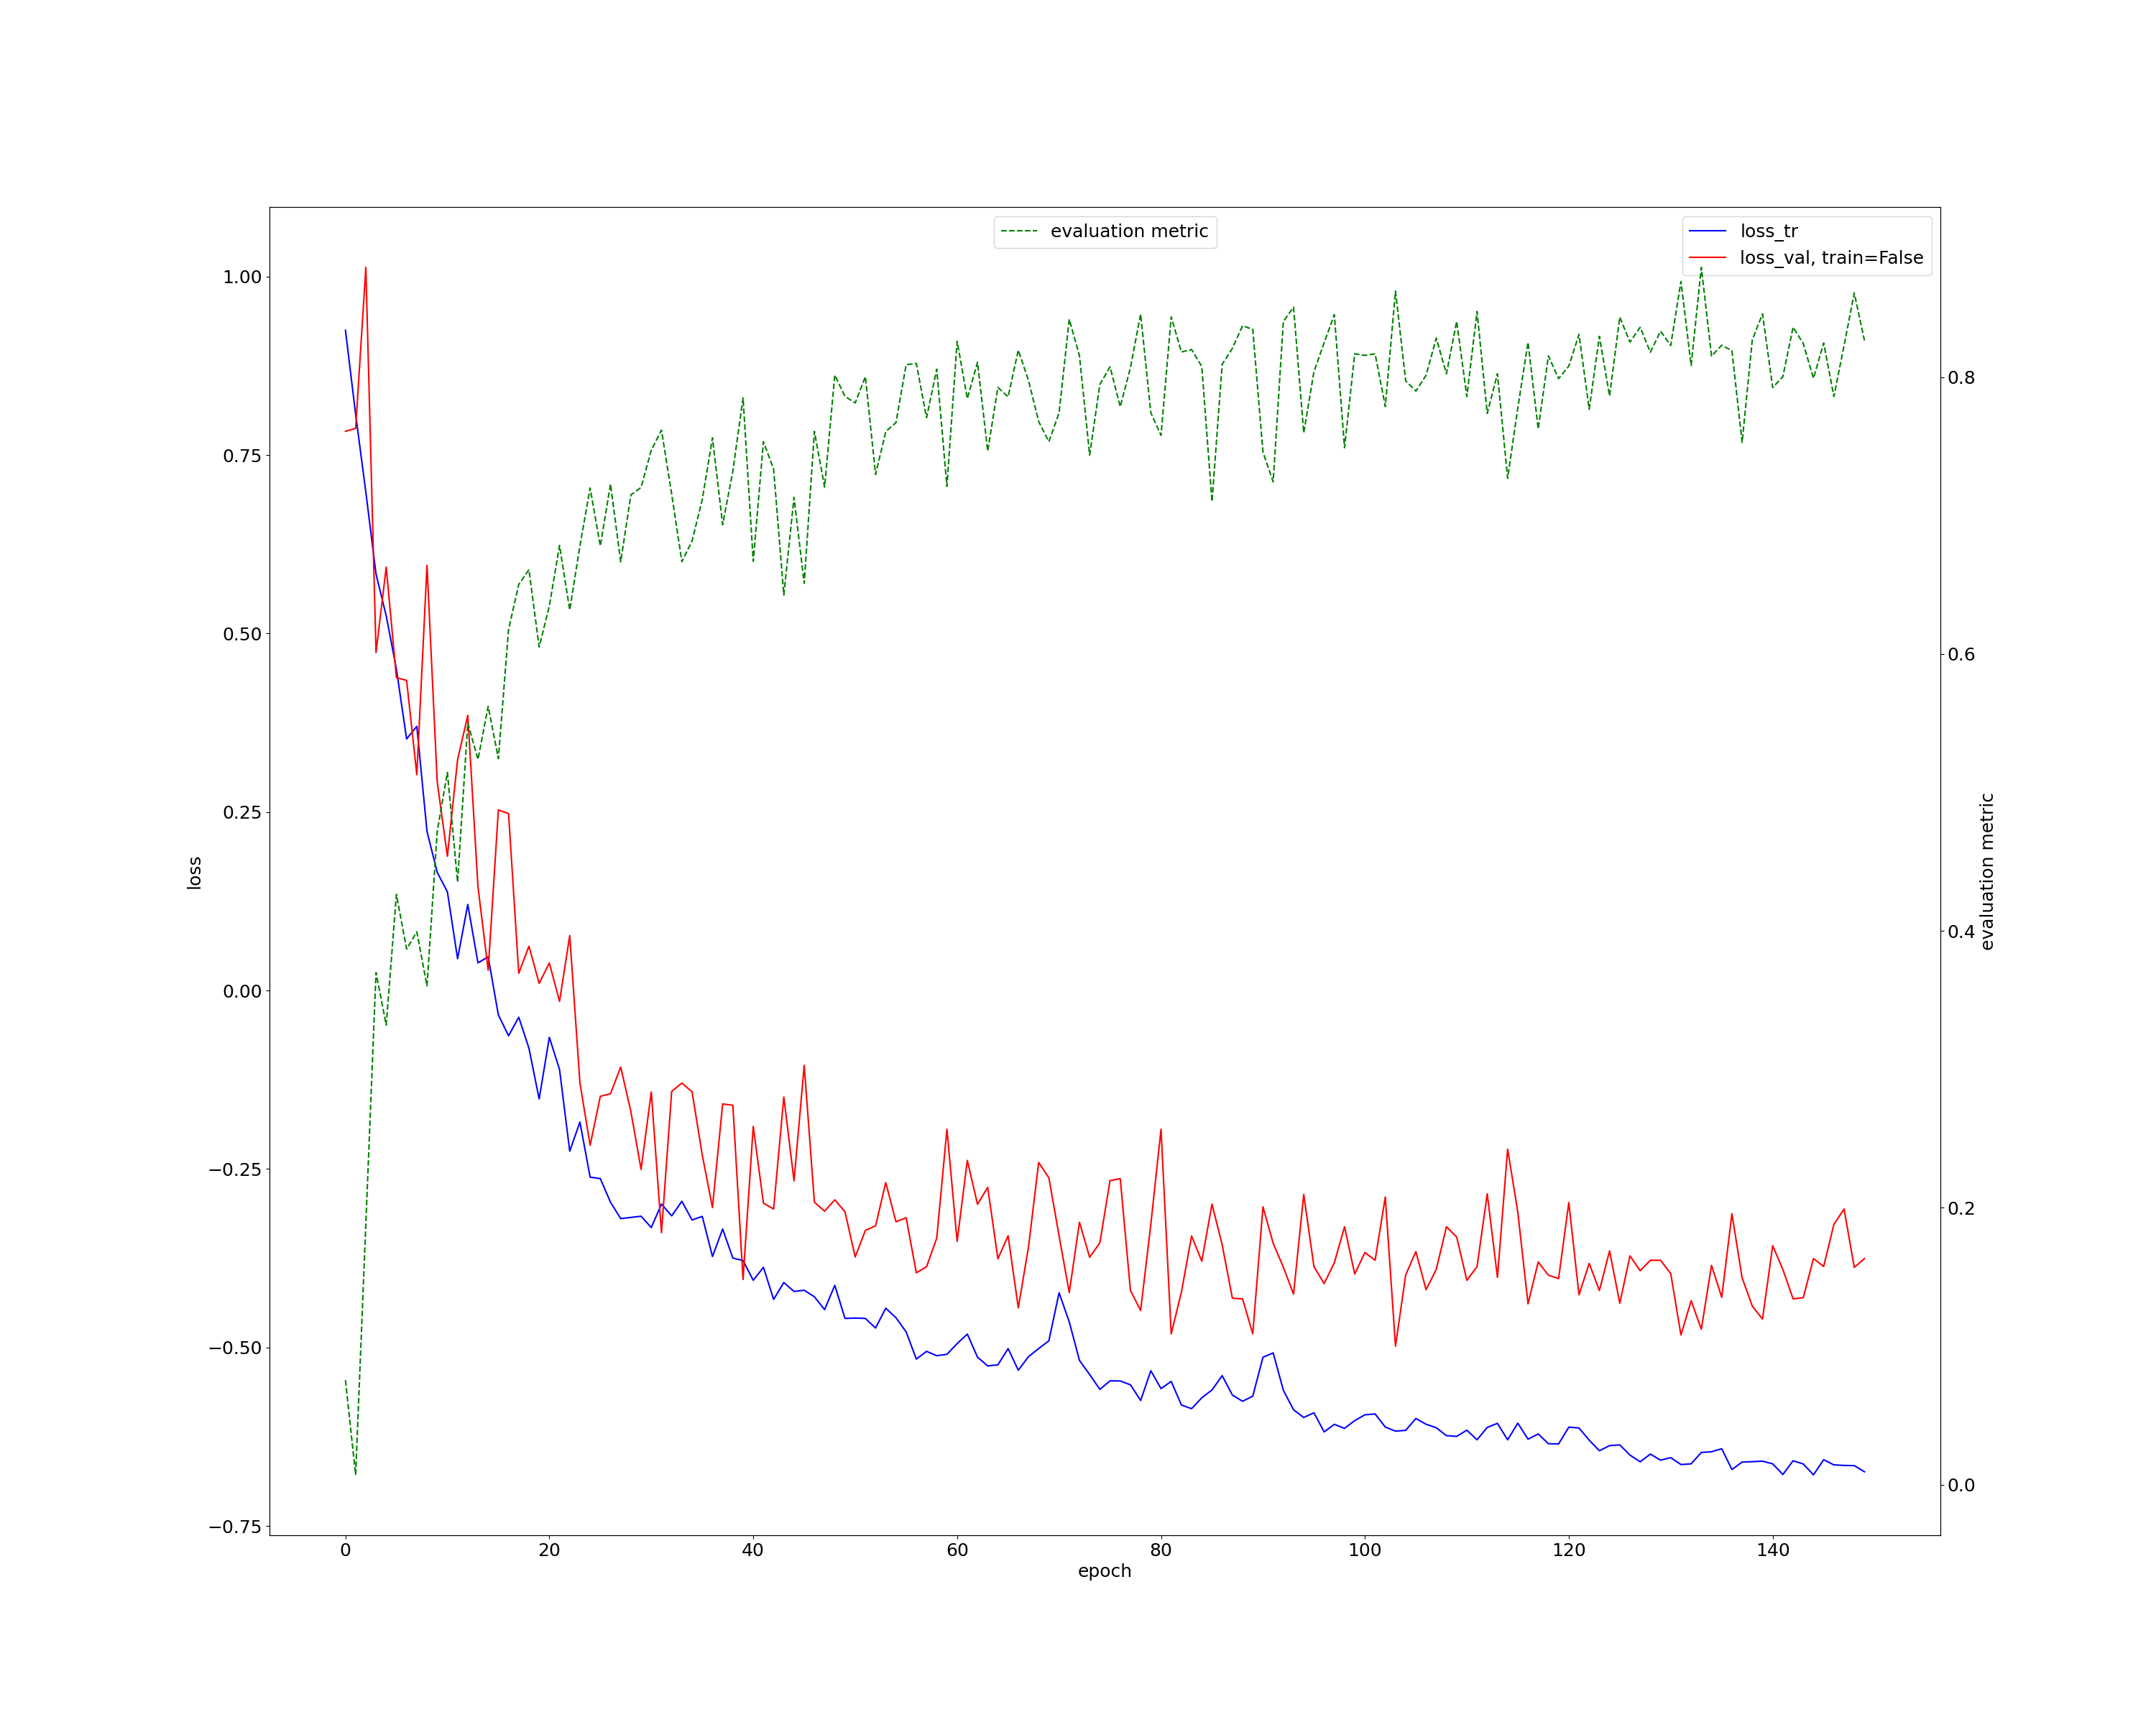 evaluation metric
loss_tr
loss_val, train=False
1.00
0.75
0.50
0.25
0.00
−0.25
−0.50
−0.75
loss
0.8
0.6
0.4
0.2
0.0
evaluation metric
0 20 40 60 80 100 120 140
epoch